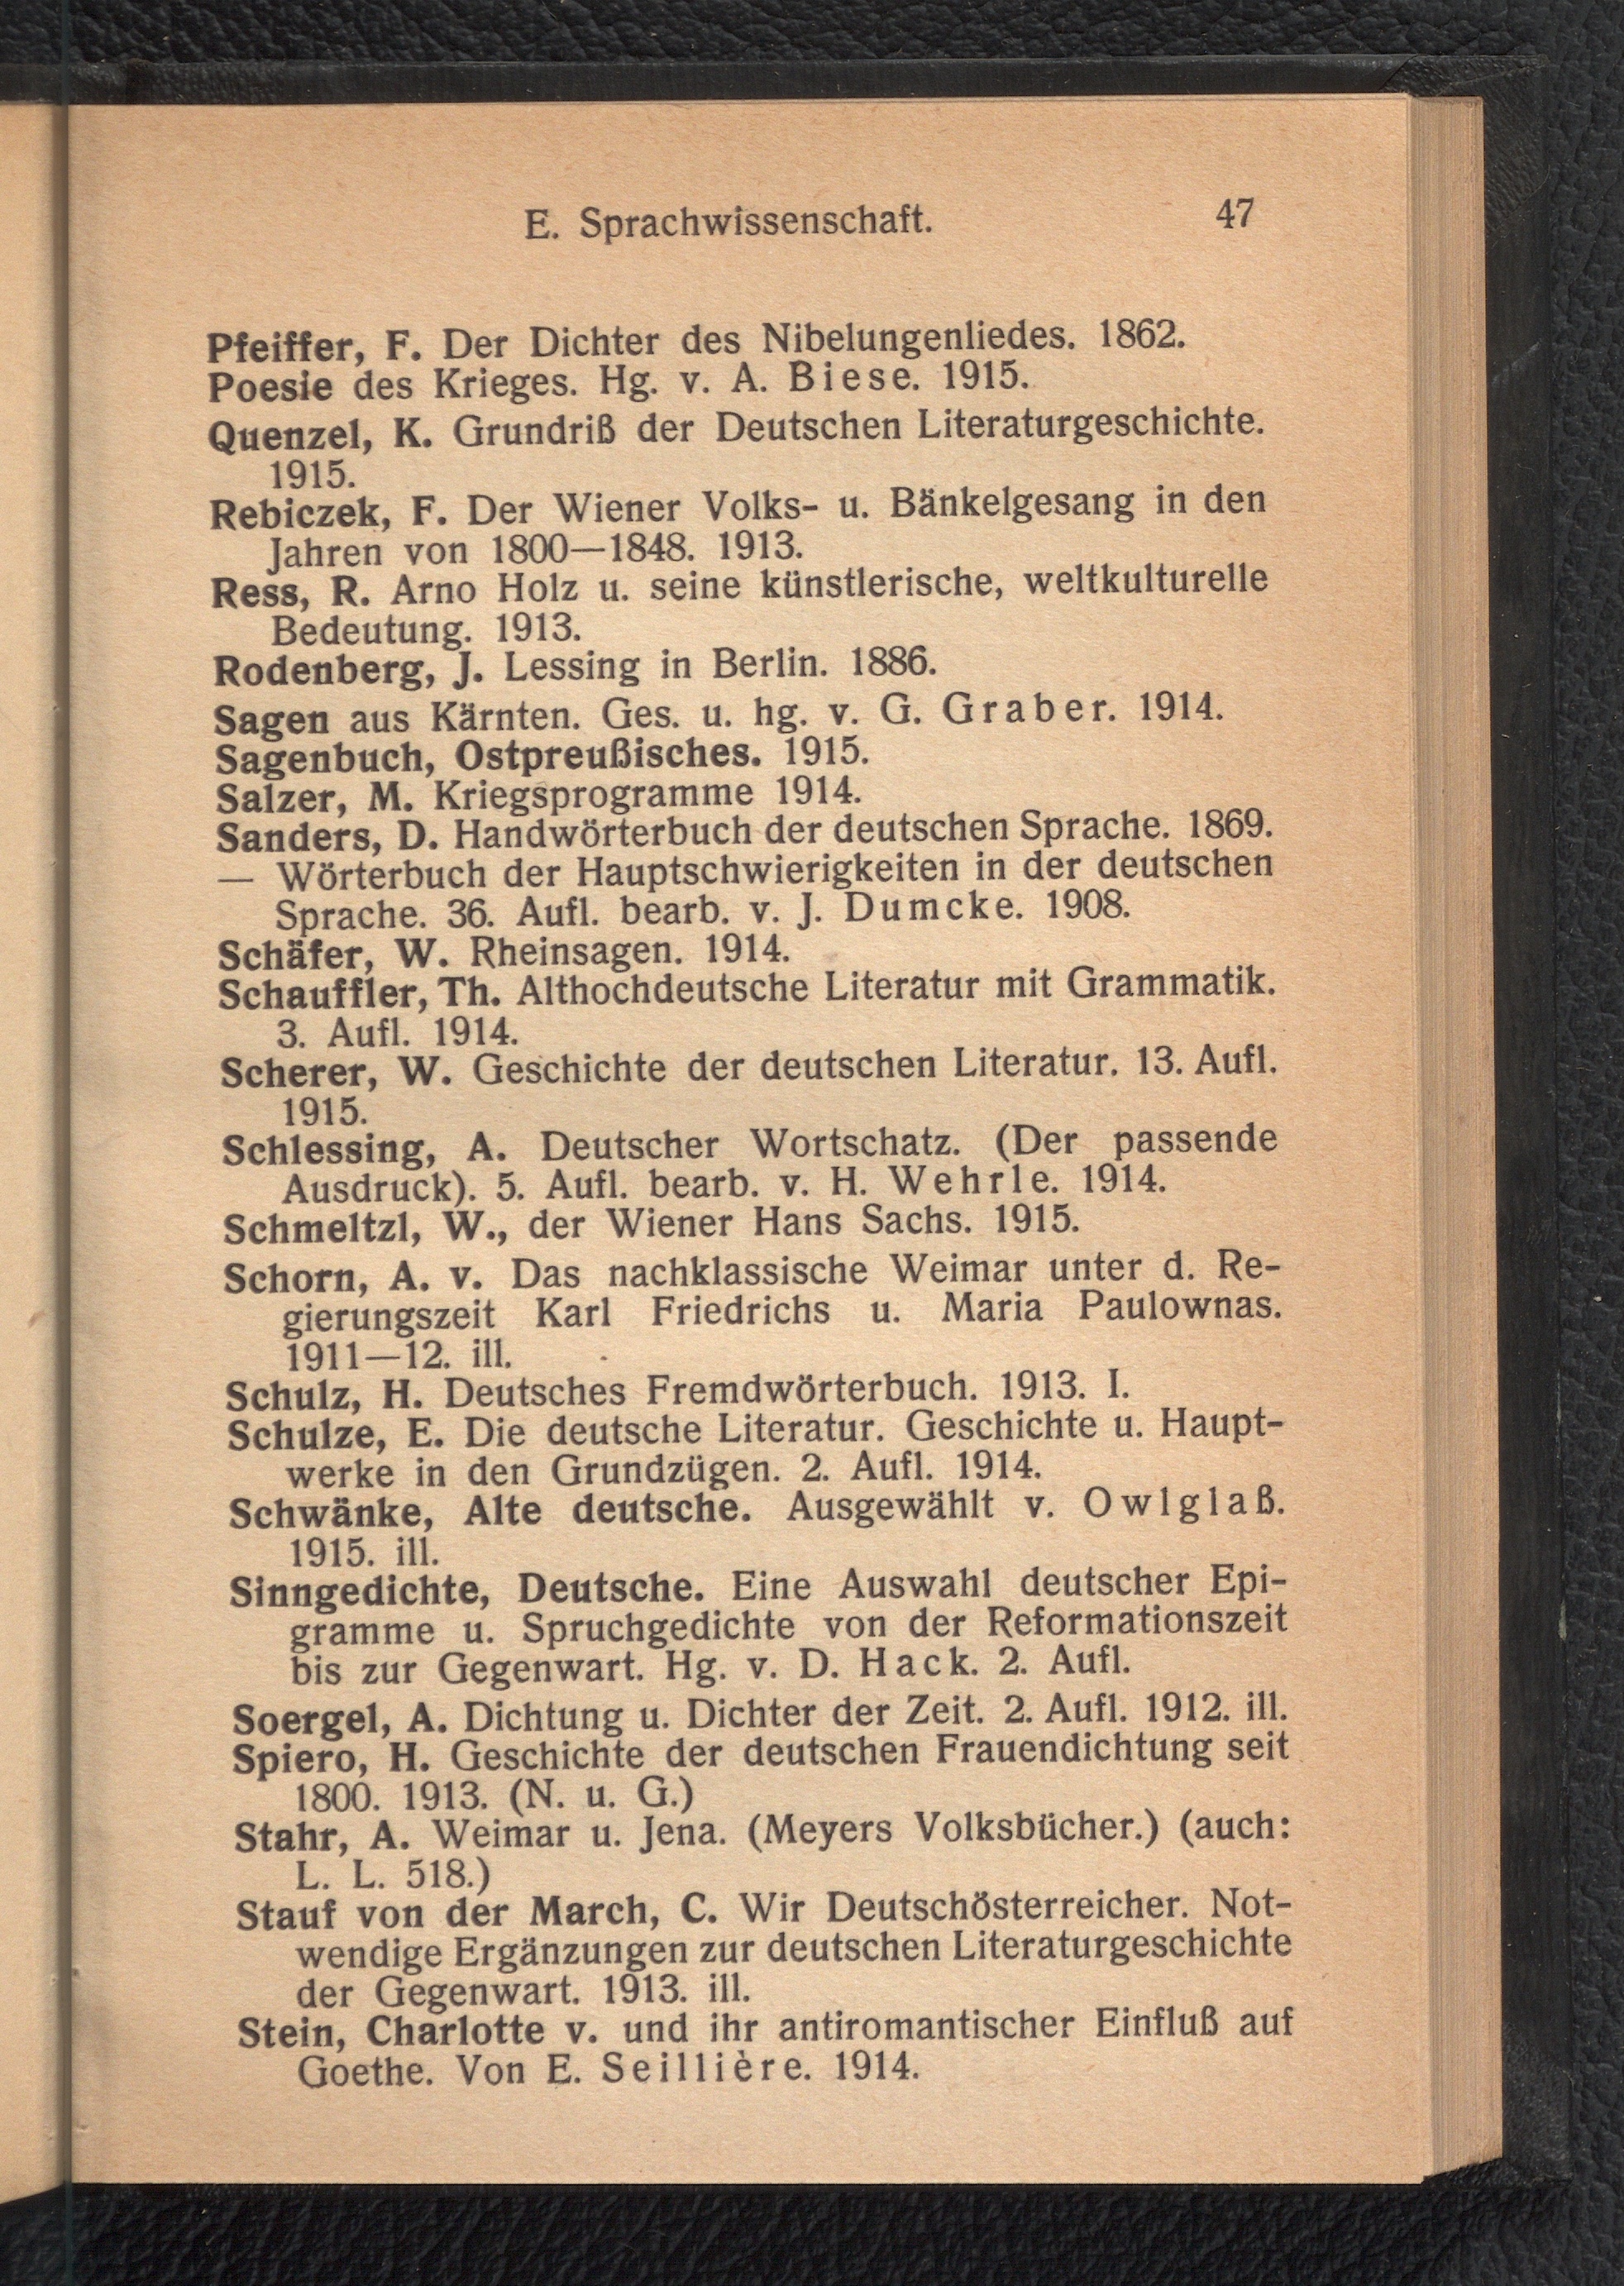 E. Sprachwissenschaft. 47
Pfeiffer, F. Der Dichter des Nibelungenliedes. 1862.
Poesie des Krieges. Hg. v. A. Biese. 1915.
Quenzel, K. Grundriß der Deutschen Literaturgeschichte.
1915.
Rebiczek, F. Der Wiener Volks- u. Bänkelgesang in den
Jahren von 1800—1848. 1913.
Ress, R. Arno Holz u. seine künstlerische, weltkulturelle
Bedeutung. 1913.
Rodenberg, J. Lessing in Berlin. 1886.
Sagen aus Kärnten. Ges. u. hg. v. G. Graber. 1914.
Sagenbuch, Ostpreußisches. 1915.
Salzer, M. Kriegsprogramme 1914.
Sanders, D. Handwörterbuch der deutschen Sprache. 1869.
— Wörterbuch der Hauptschwierigkeiten in der deutschen
Sprache. 36. Aufl. bearb. v. J. Dumcke. 1908.
Schäfer, W. Rheinsagen. 1914.
Schauffler, Th. Althochdeutsche Literatur mit Grammatik.
3. Aufl. 1914.
Scherer, W. Geschichte der deutschen Literatur. 13. Aufl.
1915.
Schlessing, A. Deutscher Wortschatz. (Der passende
Ausdruck). 5. Aufl. bearb. v. H. Wehrle. 1914.
Schmeltzl, W., der Wiener Hans Sachs. 1915.
Schorn, A. v. Das nachklassische Weimar unter d. Re-
gierungszeit Karl Friedrichs u. Maria Paulownas.
1911—12. ill.
Schulz, H. Deutsches Fremdwörterbuch. 1913. I.
Schulze, E. Die deutsche Literatur. Geschichte u. Haupt-
werke in den Grundzügen. 2. Aufl. 1914.
Schwänke, Alte deutsche. Ausgewählt v. Owlglaß.
1915. ill.
Sinngedichte, Deutsche. Eine Auswahl deutscher Epi-
gramme u. Spruchgedichte von der Reformationszeit
bis zur Gegenwart. Hg. v. D. Hack. 2. Aufl.
Soergel, A. Dichtung u. Dichter der Zeit. 2. Aufl. 1912. ill.
Spiero, H. Geschichte der deutschen Frauendichtung seit
1800. 1913. (N. u. G.)
Stahr, A. Weimar u. Jena. (Meyers Volksbücher.) (auch:
L. L. 518.)
Stauf von der March, C. Wir Deutschösterreicher. Not-
wendige Ergänzungen zur deutschen Literaturgeschichte
der Gegenwart. 1913. ill.
Stein, Charlotte v. und ihr antiromantischer Einfluß auf
Goethe. Von E. Seillière. 1914.